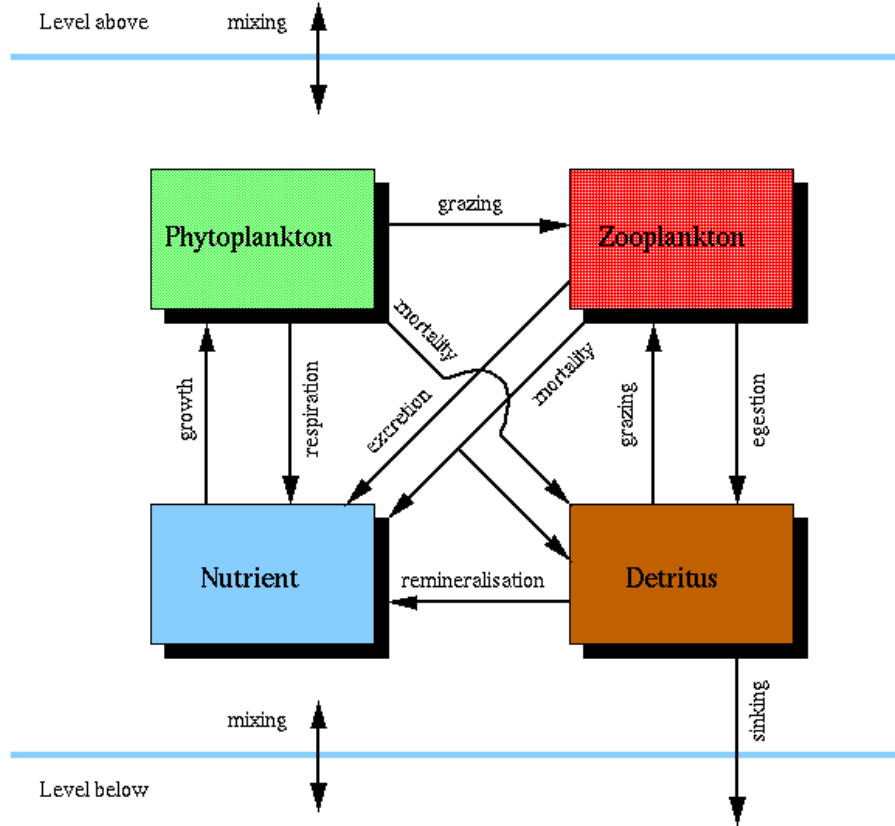 Level above
mixing
Phytoplankton
grazing
Zooplankton
mortality
mortality
growth
respiration
excretion
grazing
egestion
Nutrient
remineralisation
Detritus
mixing
sinking
Level below